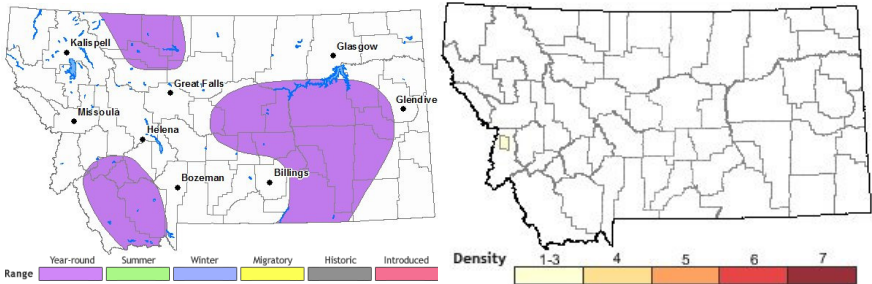 Kalispell
Glasgow
Great Falls
Glendive
Missoula
Helena
Bozeman
Billings
Year-round Summer Winter Migratory Historic Introduced
Range
Density 1-3 4 5 6 7